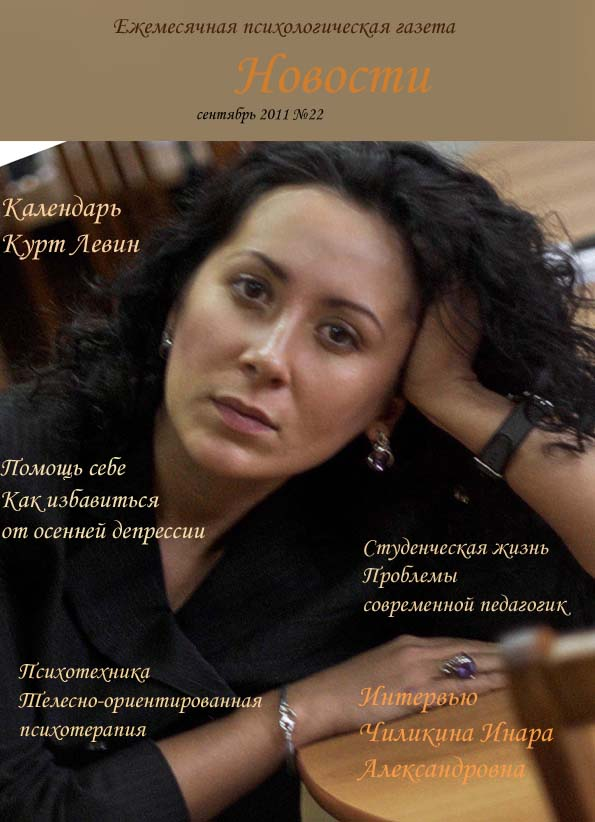 Ежемесячная психологическая газета
Новости
сентябрь 2011 №22
Календарь
Курт Левин
Помощь себе
Как избавиться
от осенней депрессии
Студенческая жизнь
Проблемы
современной педагогик
Психотехника
Телесно-ориентированная
психотерапия
Интервью
Чиликина Инара
Александровна